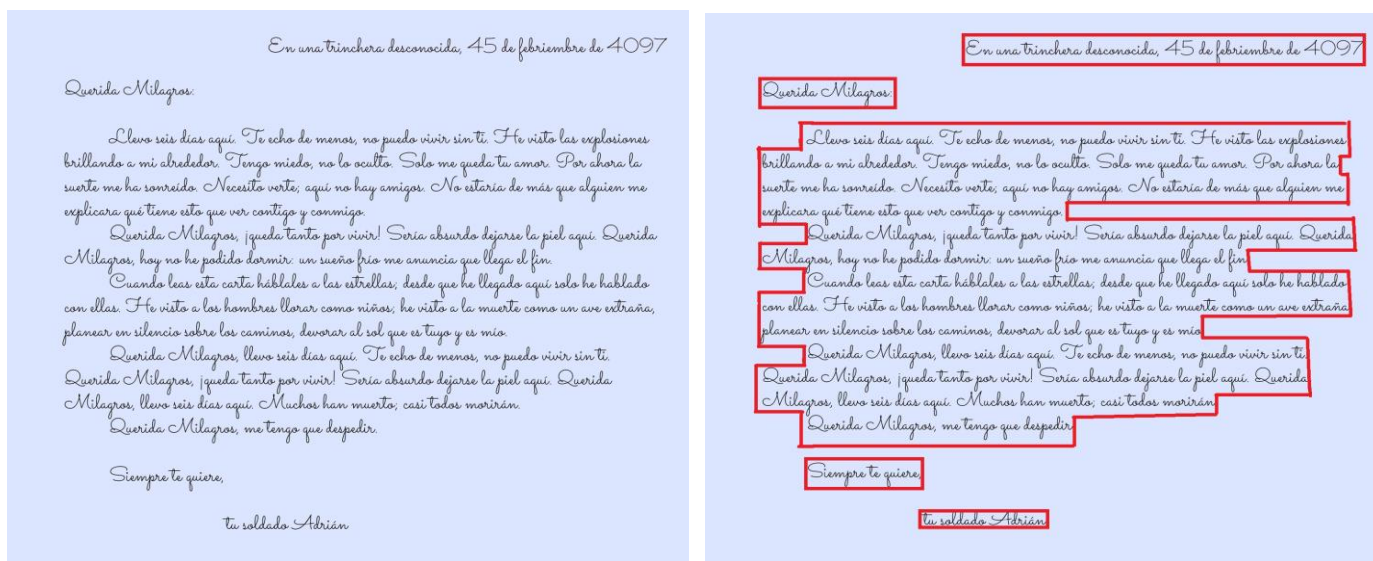 En una trinchera desconocida, 45 de febriembre de 4097
Querida Milagros:
Llevo seis días aquí. Te echo de menos, no puedo vivir sin ti. He visto las explosiones
brillando a mi alrededor. Tengo miedo, no lo oculto. Solo me queda tu amor. Por ahora la
suerte me ha sonreído. Necesito verte; aquí no hay amigos. No estaría de más que alguien me
explicara qué tiene esto que ver contigo y conmigo.
Querida Milagros, ¡queda tanto por vivir! Sería absurdo dejarse la piel aquí. Querida
Milagros, hoy no he podido dormir: un sueño frío me anuncia que llega el fin.
Cuando leas esta carta háblales a las estrellas; desde que he llegado aquí solo he hablado
con ellas. He visto a los hombres llorar como niños; he visto a la muerte como un ave extraña,
planear en silencio sobre los caminos, devorar al sol que es tuyo y es mío.
Querida Milagros, llevo seis días aquí. Te echo de menos, no puedo vivir sin ti.
Querida Milagros, ¡queda tanto por vivir! Sería absurdo dejarse la piel aquí. Querida
Milagros, llevo seis días aquí. Muchos han muerto; casi todos morirán.
Querida Milagros, me tengo que despedir.
Siempre te quiere,
tu soldado Adrián
En una trinchera desconocida, 45 de febriembre de 4097
Querida Milagros:
Llevo seis días aquí. Te echo de menos, no puedo vivir sin ti. He visto las explosiones
brillando a mi alrededor. Tengo miedo, no lo oculto. Solo me queda tu amor. Por ahora la
suerte me ha sonreído. Necesito verte; aquí no hay amigos. No estaría de más que alguien me
explicara qué tiene esto que ver contigo y conmigo.
Querida Milagros, ¡queda tanto por vivir! Sería absurdo dejarse la piel aquí. Querida
Milagros, hoy no he podido dormir: un sueño frío me anuncia que llega el fin.
Cuando leas esta carta háblales a las estrellas; desde que he llegado aquí solo he hablado
con ellas. He visto a los hombres llorar como niños; he visto a la muerte como un ave extraña,
planear en silencio sobre los caminos, devorar al sol que es tuyo y es mío.
Querida Milagros, llevo seis días aquí. Te echo de menos, no puedo vivir sin ti.
Querida Milagros, ¡queda tanto por vivir! Sería absurdo dejarse la piel aquí. Querida
Milagros, llevo seis días aquí. Muchos han muerto; casi todos morirán.
Querida Milagros, me tengo que despedir.
Siempre te quiere,
tu soldado Adrián